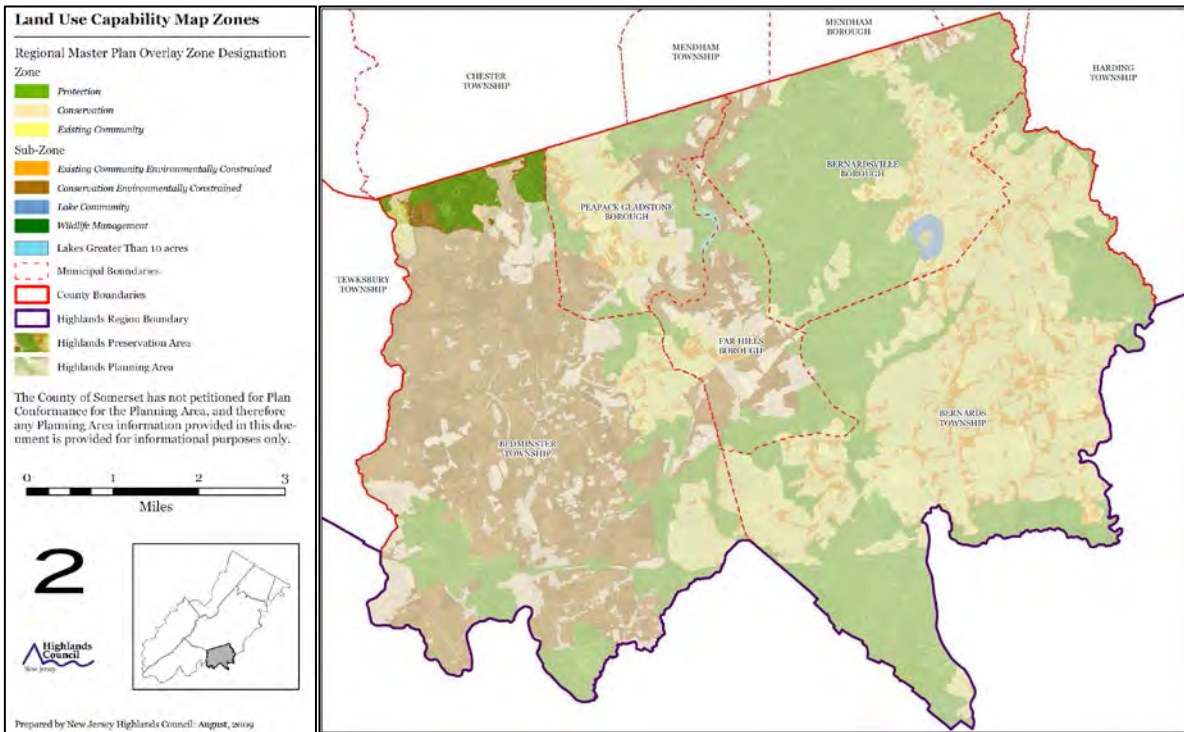 Land Use Capability Map Zones
Regional Master Plan Overlay Zone Designation
Zone
Protection
Conservation
Existing Community
Sub-Zone
Existing Community Environmentally Constrained
Conservation Environmentally Constrained
Lake Community
Wildlife Management
Lakes Greater Than 10 acres
Municipal Boundaries
County Boundaries
Highlands Region Boundary
Highlands Preservation Area
Highlands Planning Area
The County of Somerset has not petitioned for Plan
Conformance for the Planning Area, and therefore
any Planning Area information provided in this doc-
ument is provided for informational purposes only.
0 1 2 3
Miles
2
Highlands
Council
New Jersey
Prepared by New Jersey Highlands Council: August, 2009
MENDHAM
BOROUGH
MENDHAM
TOWNSHIP
HARDING
TOWNSHIP
CHESTER
TOWNSHIP
BERNARDSVILLE
BOROUGH
PEAPACK GLADSTONE
BOROUGH
TEWKSBURY
TOWNSHIP
FAR HILLS
BOROUGH
BERNARDS
TOWNSHIP
BEDMINSTER
TOWNSHIP